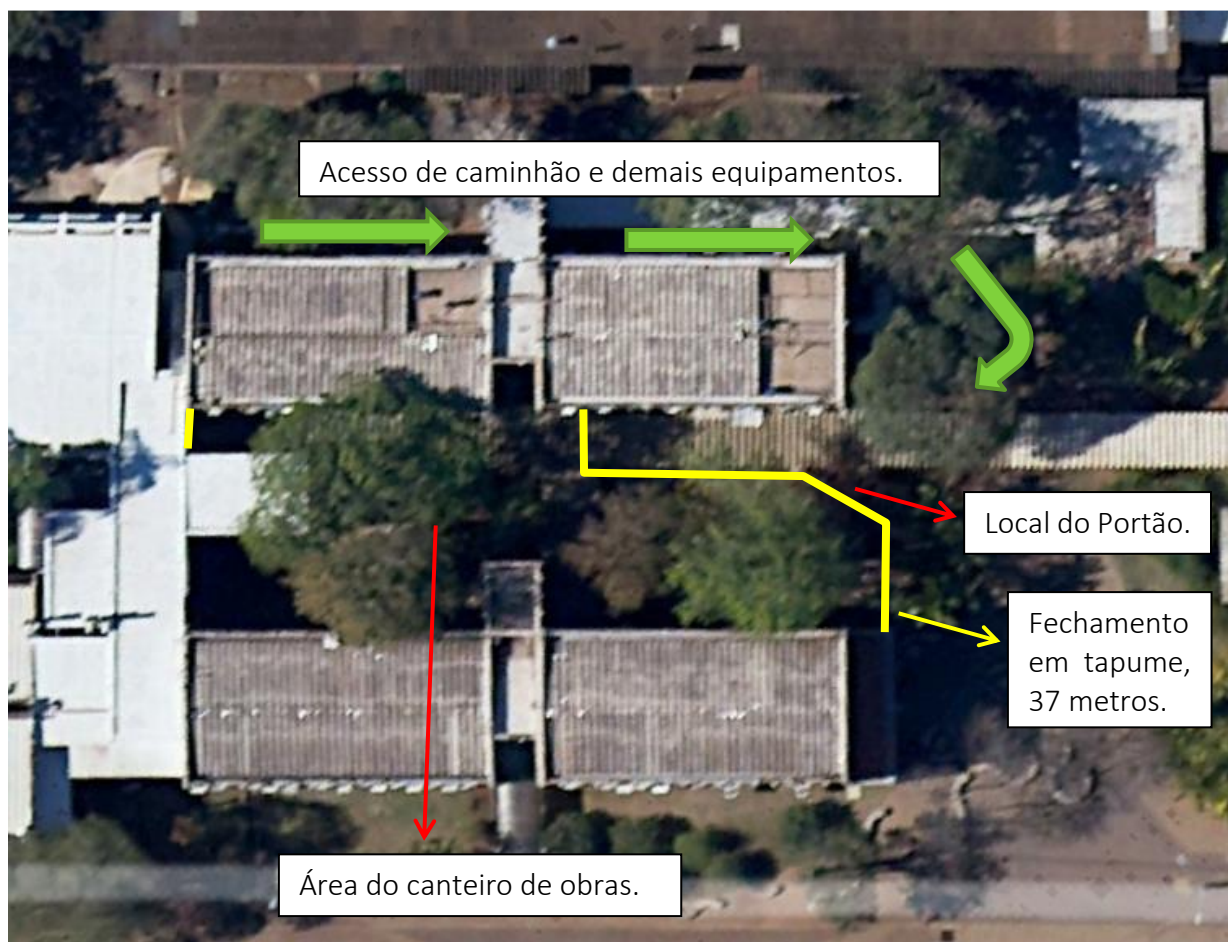 Acesso de caminhão e demais equipamentos.
Local do Portão.
Fechamento
em tapume,
37 metros.
Área do canteiro de obras.